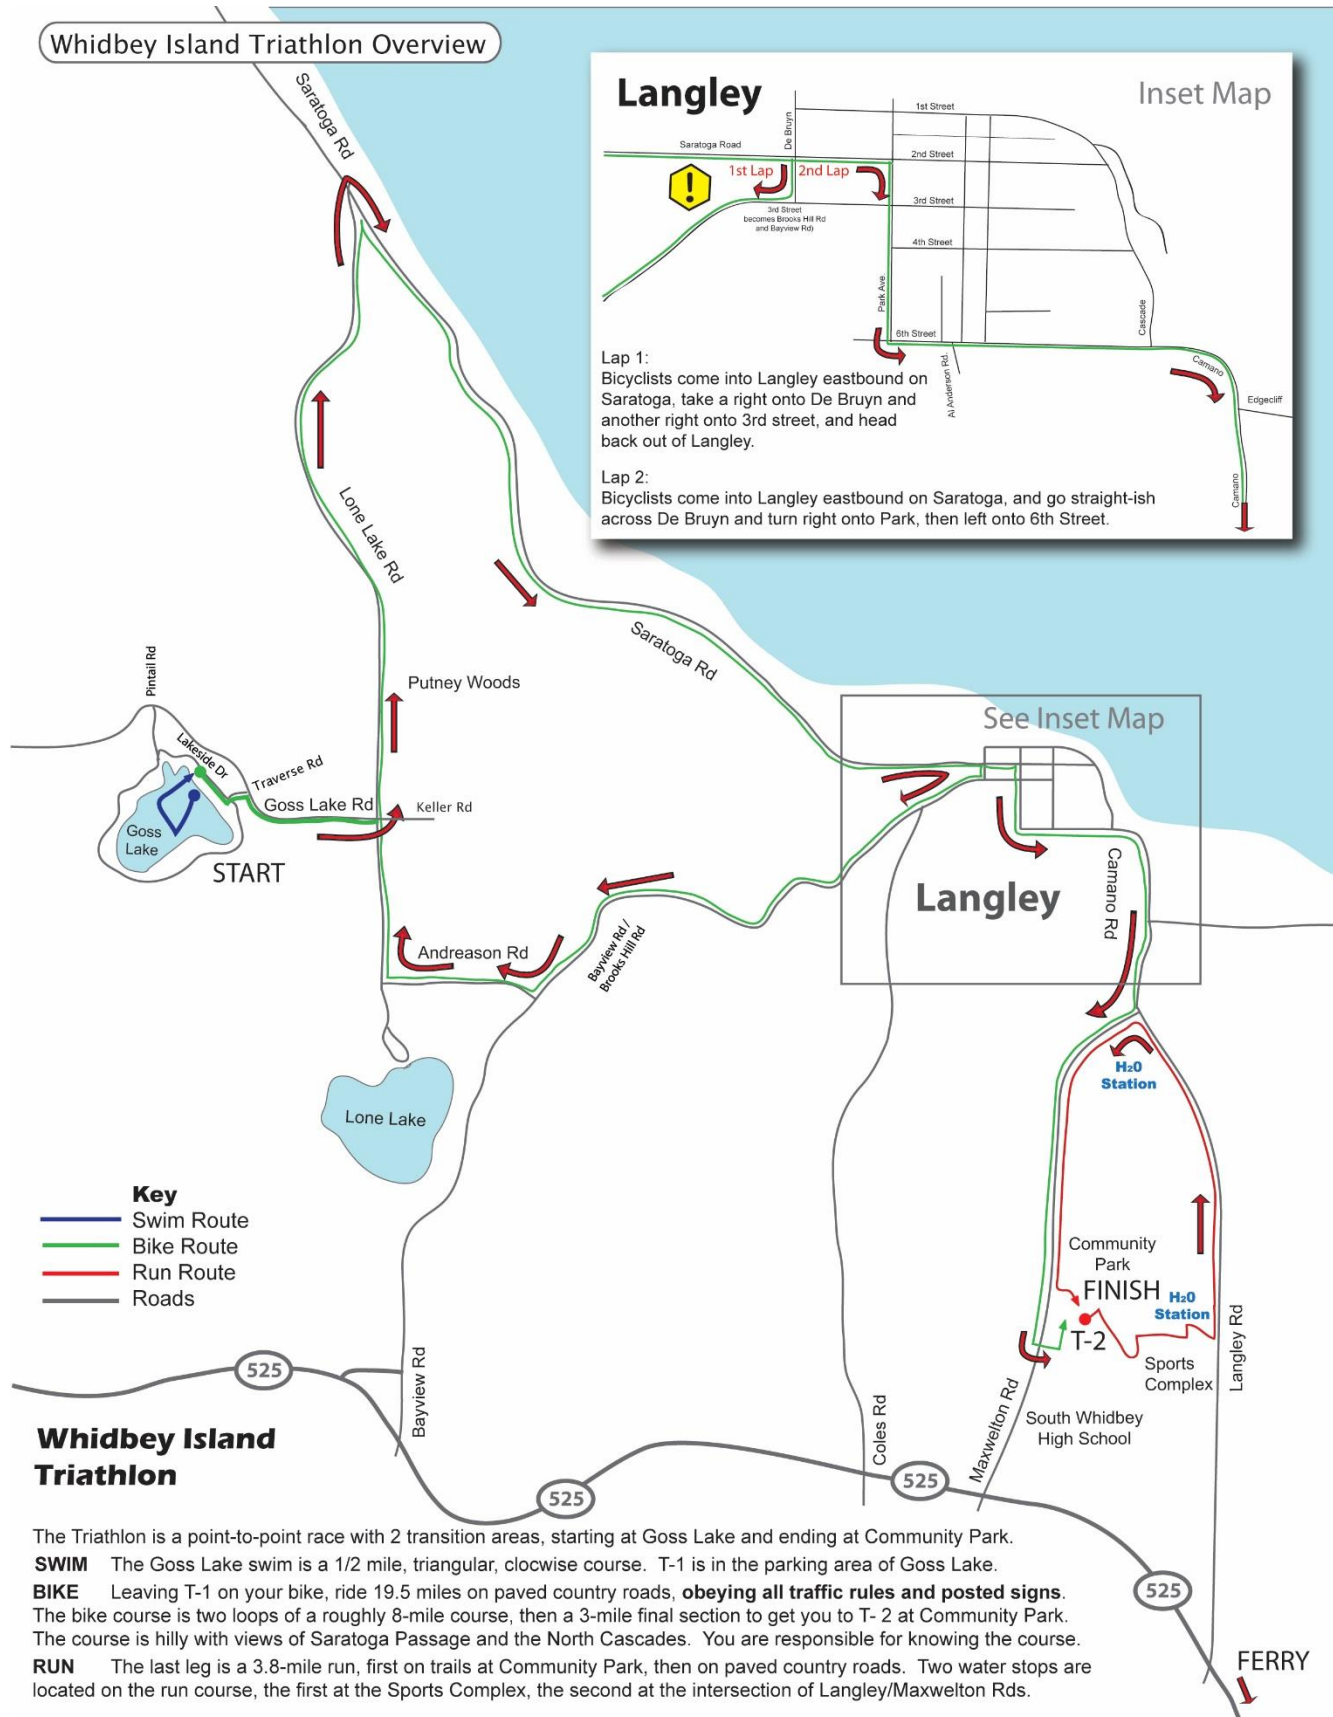 Whidbey Island Triathlon Overview
Saratoga Rd
Langley
Inset Map
1st Street
De Bruyn
Saratoga Road
2nd Street
1st Lap
2nd Lap
!
3rd Street
3rd Street
becomes Brooks Hill Rd
and Bayview Rd)
4th Street
Park Ave.
Cascade
6th Street
Al Anderson Rd.
Camano
Edgecliff
Camano
Lap 1:
Bicyclists come into Langley eastbound on
Saratoga, take a right onto De Bruyn and
another right onto 3rd street, and head
back out of Langley.
Lap 2:
Bicyclists come into Langley eastbound on Saratoga, and go straight-ish
across De Bruyn and turn right onto Park, then left onto 6th Street.
Lone Lake Rd
Saratoga Rd
Pintail Rd
Putney Woods
See Inset Map
Lakeside Dr
Traverse Rd
Goss Lake Rd
Keller Rd
Goss
Lake
START
Langley
Camano Rd
Andreason Rd
Bayview Rd /
Brooks Hill Rd
H20
Station
Lone Lake
Key
Swim Route
Bike Route
Run Route
Roads
Community
Park
FINISH
H20
Station
T-2
Sports
Complex
Langley Rd
525
Bayview Rd
Coles Rd
Maxwelton Rd
South Whidbey
High School
Whidbey Island
Triathlon
525
525
525
The Triathlon is a point-to-point race with 2 transition areas, starting at Goss Lake and ending at Community Park.
SWIM The Goss Lake swim is a 1/2 mile, triangular, clocwise course. T-1 is in the parking area of Goss Lake.
BIKE Leaving T-1 on your bike, ride 19.5 miles on paved country roads, obeying all traffic rules and posted signs.
The bike course is two loops of a roughly 8-mile course, then a 3-mile final section to get you to T- 2 at Community Park.
The course is hilly with views of Saratoga Passage and the North Cascades. You are responsible for knowing the course.
RUN The last leg is a 3.8-mile run, first on trails at Community Park, then on paved country roads. Two water stops are
located on the run course, the first at the Sports Complex, the second at the intersection of Langley/Maxwelton Rds.
FERRY